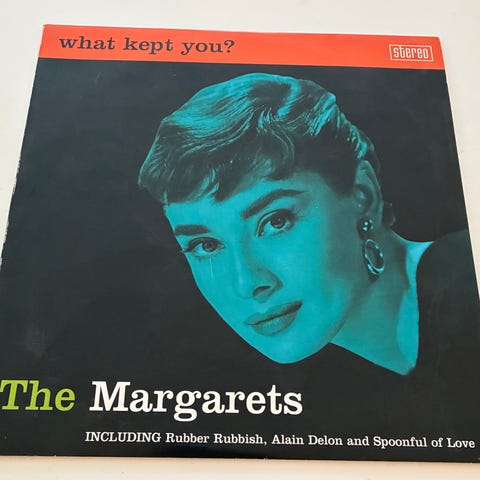 what kept you?
stereo
The Margarets
INCLUDING Rubber Rubbish, Alain Delon and Spoonful of Love